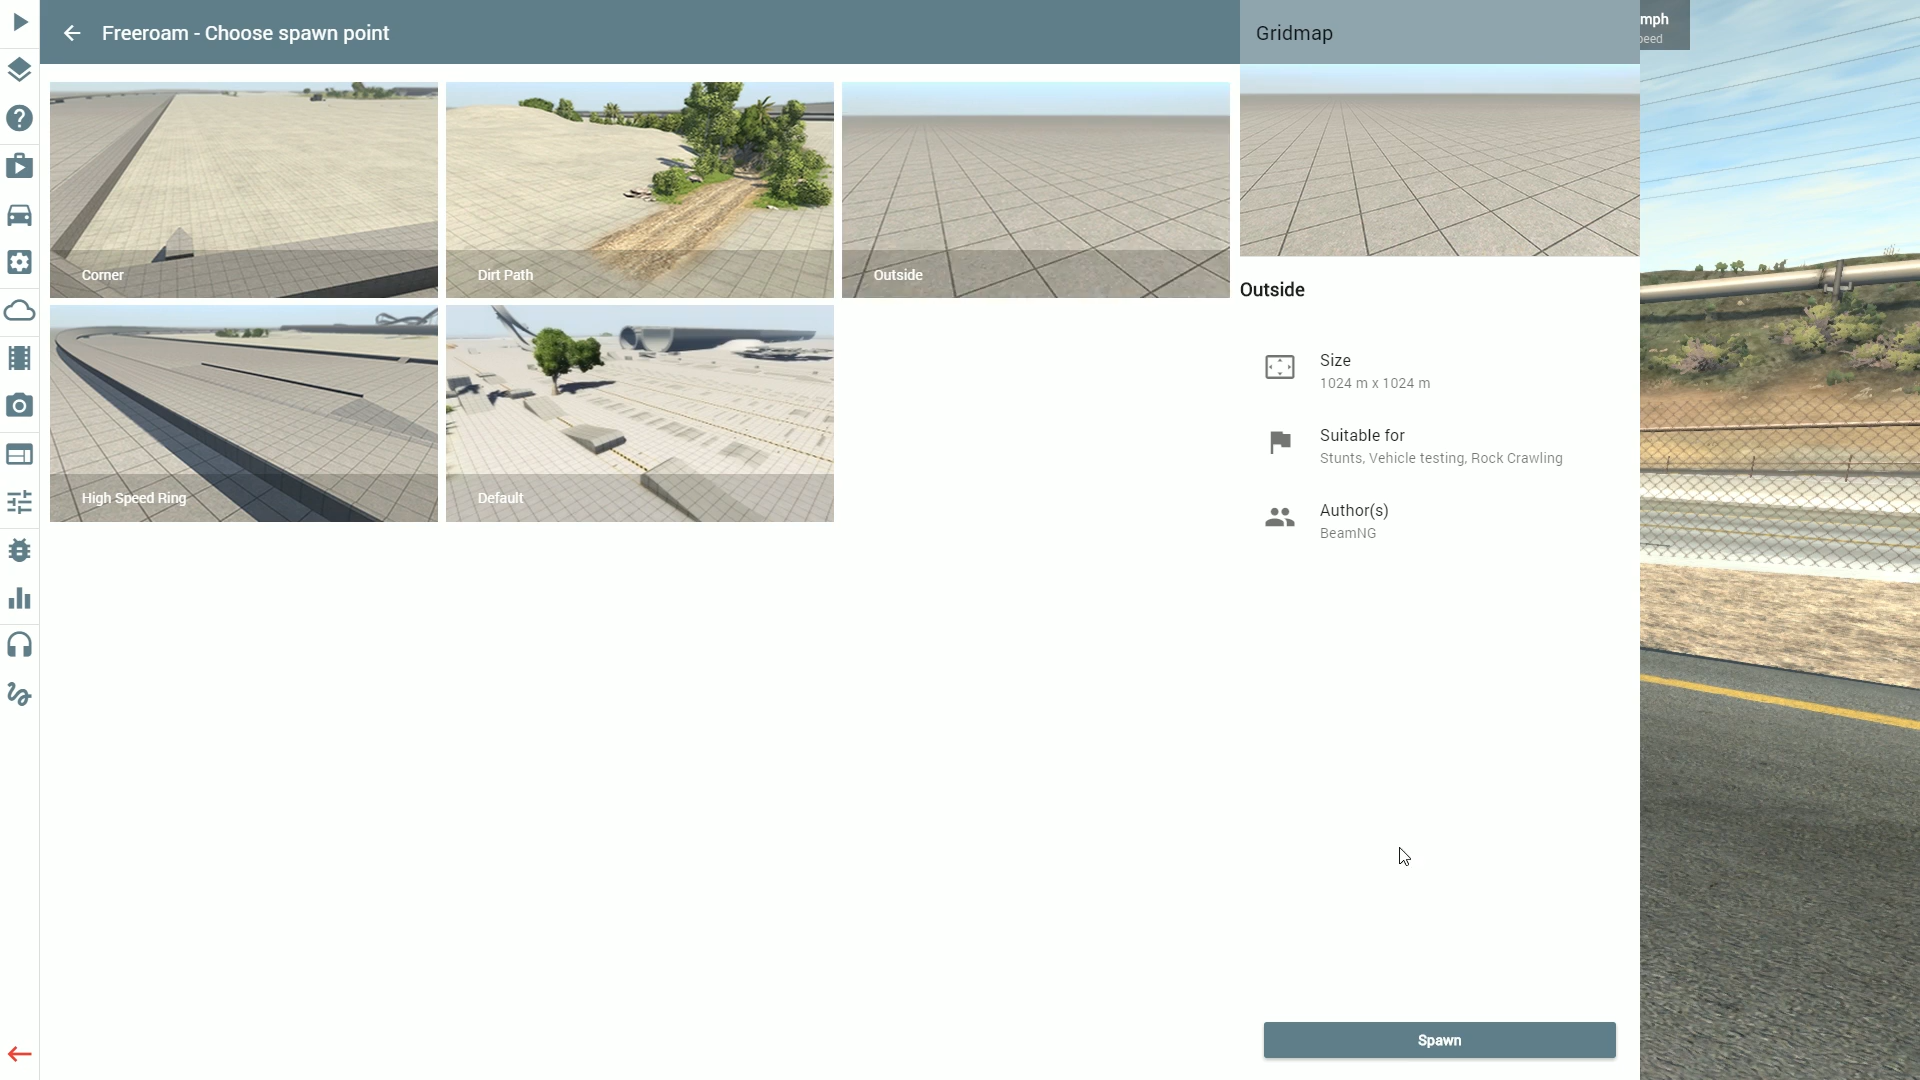 Freeroam - Choose spawn point
Gridmap
mph
Corner
Dirt Path
Outside
High Speed Ring
Default
Outside
Size
1024 m x 1024 m
Suitable for
Stunts, Vehicle testing, Rock Crawling
Author(s)
BeamNG
Spawn